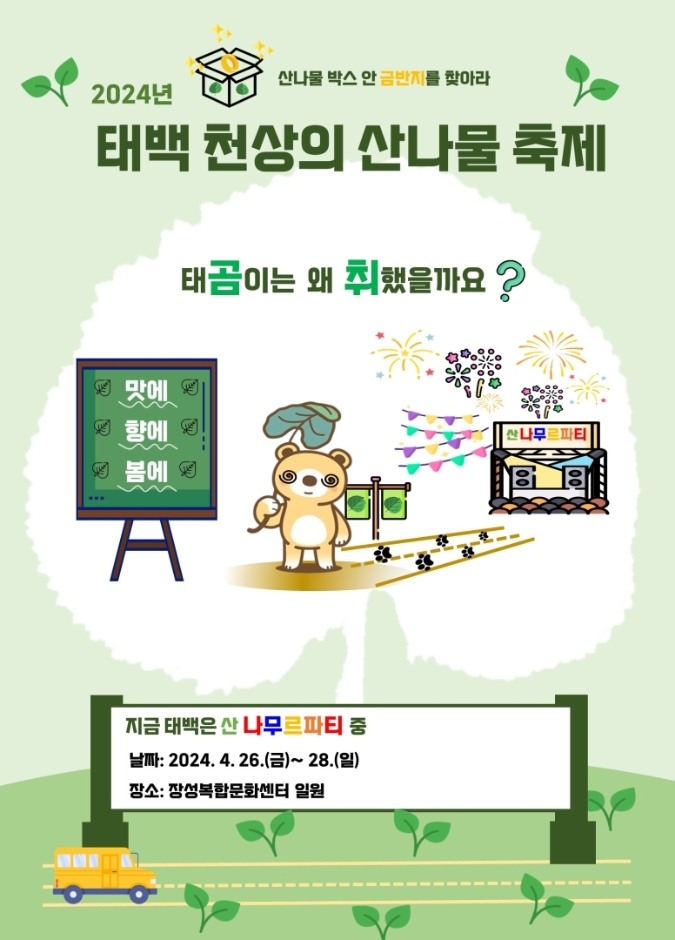 산나물 박스 안 금반지를 찾아라
2024년
태백 천상의 산나물 축제
태곰이는 왜 취했을까요?
맛에
향에
봄에
산나무르파티
지금 태백은 산 나무르파티 중
날짜: 2024. 4. 26.(금)~ 28.(일)
장소: 장성복합문화센터 일원